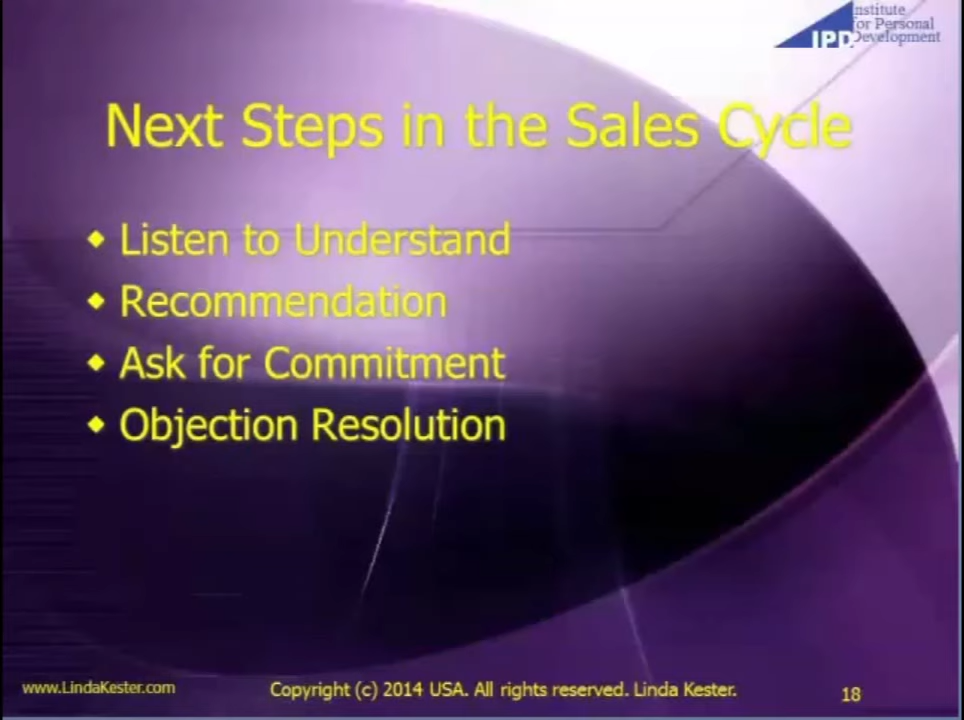 Institute
for Personal
Development
IPD
Next Steps in the Sales Cycle
Listen to Understand
Recommendation
Ask for Commitment
Objection Resolution
www.LindaKester.com
Copyright (c) 2014 USA. All rights reserved. Linda Kester.
18